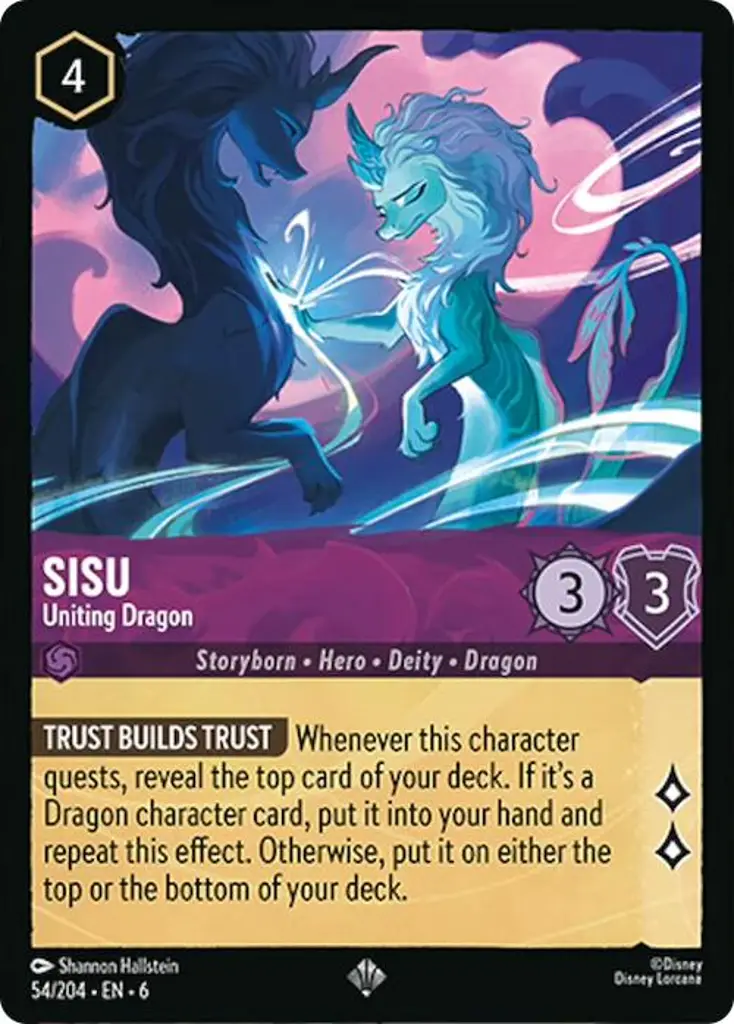 4
SISU
Uniting Dragon
3
3
Storyborn • Hero • Deity • Dragon
TRUST BUILDS TRUST Whenever this character
quests, reveal the top card of your deck. If it's a
Dragon character card, put it into your hand and
repeat this effect. Otherwise, put it on either the
top or the bottom of your deck.
Shannon Hallstein
©Disney
54/204 • EN • 6
Disney Lorcana